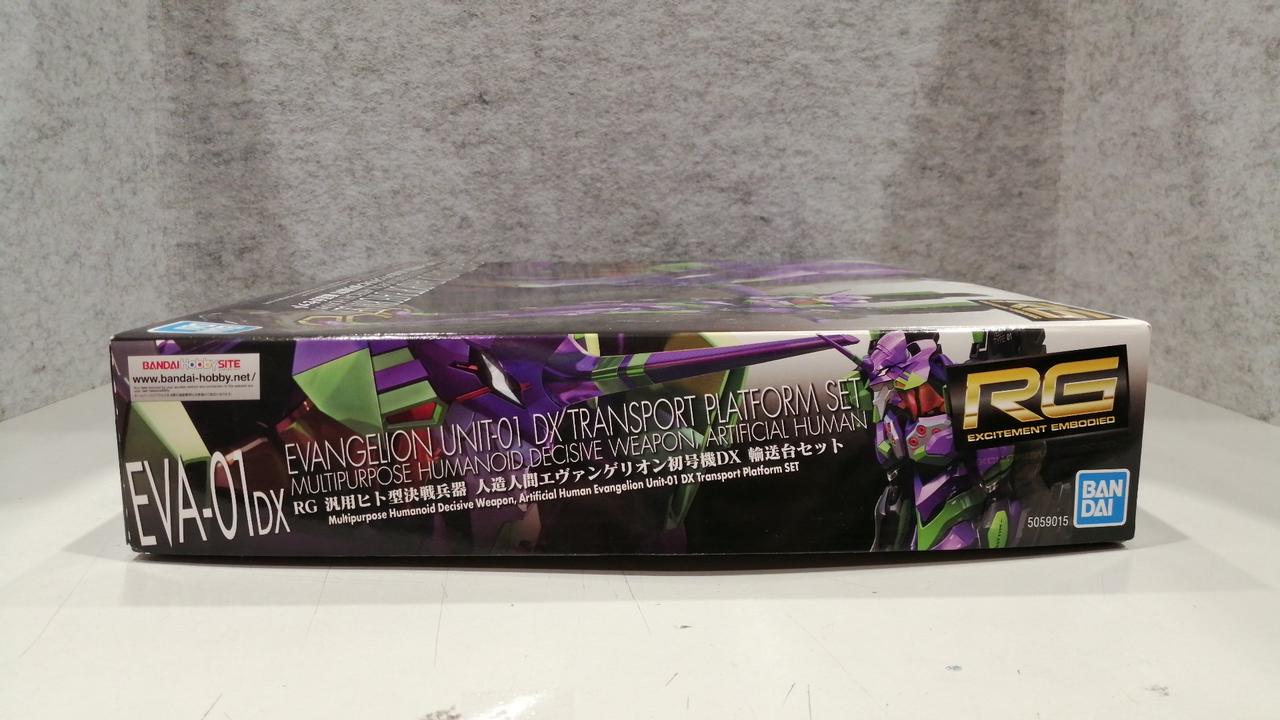 BANDAI HobbySITE
www.bandai-hobby.net/
EVA-01DX
EVANGELION UNIT-01 DX TRANSPORT PLATFORM SET
MULTIPURPOSE HUMANOID DECISIVE WEAPON, ARTIFICIAL HUMAN
RG 汎用ヒト型決戦兵器 人造人間エヴァンゲリオン初号機DX 輸送台セット
Multipurpose Humanoid Decisive Weapon, Artificial Human Evangelion Unit-01 DX Transport Platform SET
RG
EXCITEMENT EMBODIED
5059015
BAN
DAI